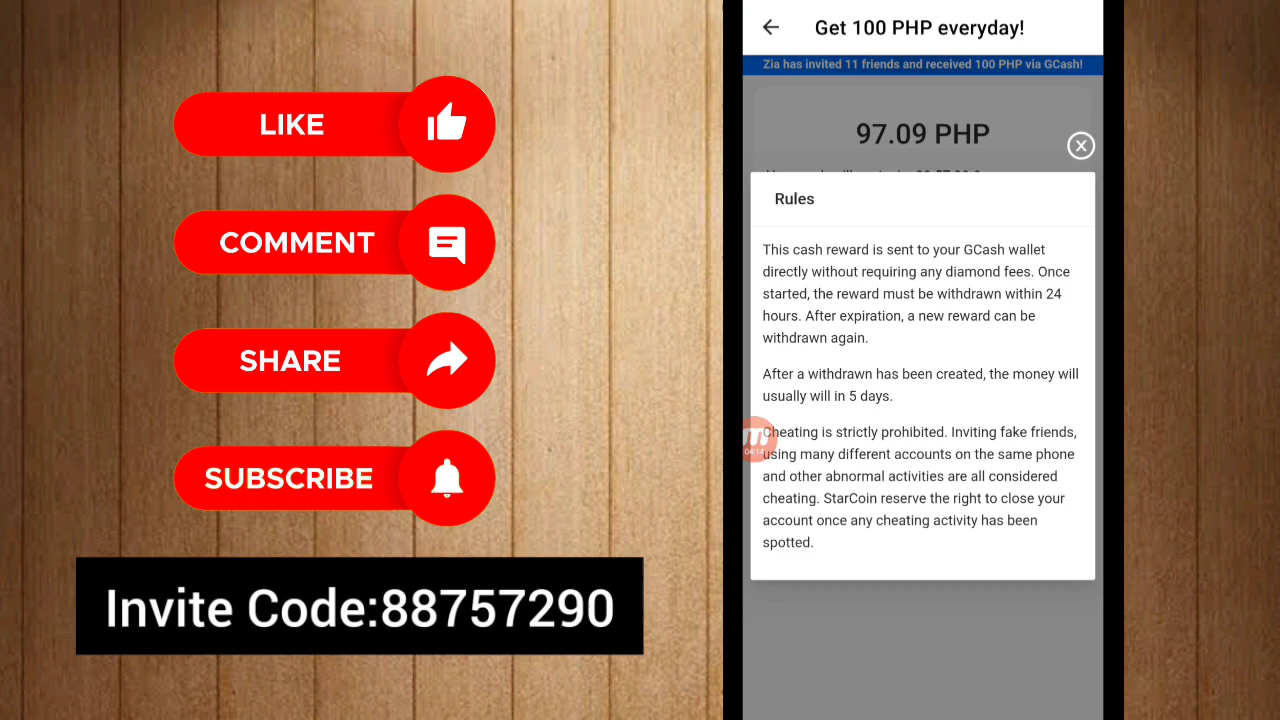 LIKE
COMMENT
SHARE
SUBSCRIBE
Invite Code:88757290
Get 100 PHP everyday!
Zia has invited 11 friends and received 100 PHP via GCash!
97.09 PHP
Rules
This cash reward is sent to your GCash wallet
directly without requiring any diamond fees. Once
started, the reward must be withdrawn within 24
hours. After expiration, a new reward can be
withdrawn again.
After a withdrawn has been created, the money will
usually will in 5 days.
Cheating is strictly prohibited. Inviting fake friends,
using many different accounts on the same phone
and other abnormal activities are all considered
cheating. StarCoin reserve the right to close your
account once any cheating activity has been
spotted.
04:14